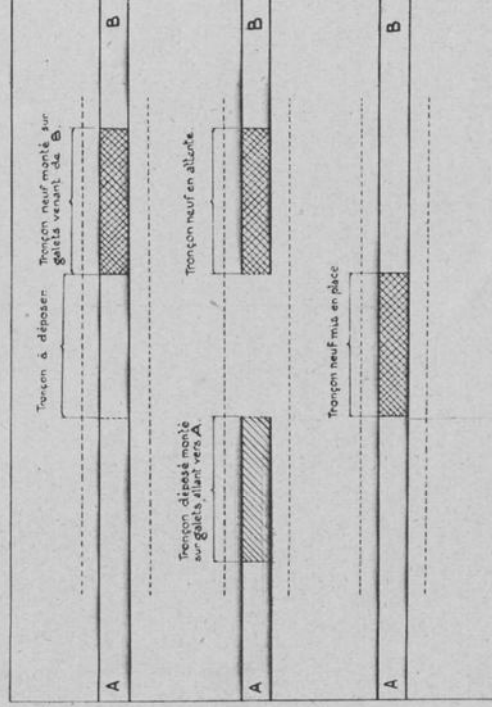 Tronçon à déposer
Tronçon neuf monté sur
galets venant de B.
A
B
Tronçon déposé monté
sur galets allant vers A.
Tronçon neuf en attente
A
B
Tronçon neuf mis en place
A
B